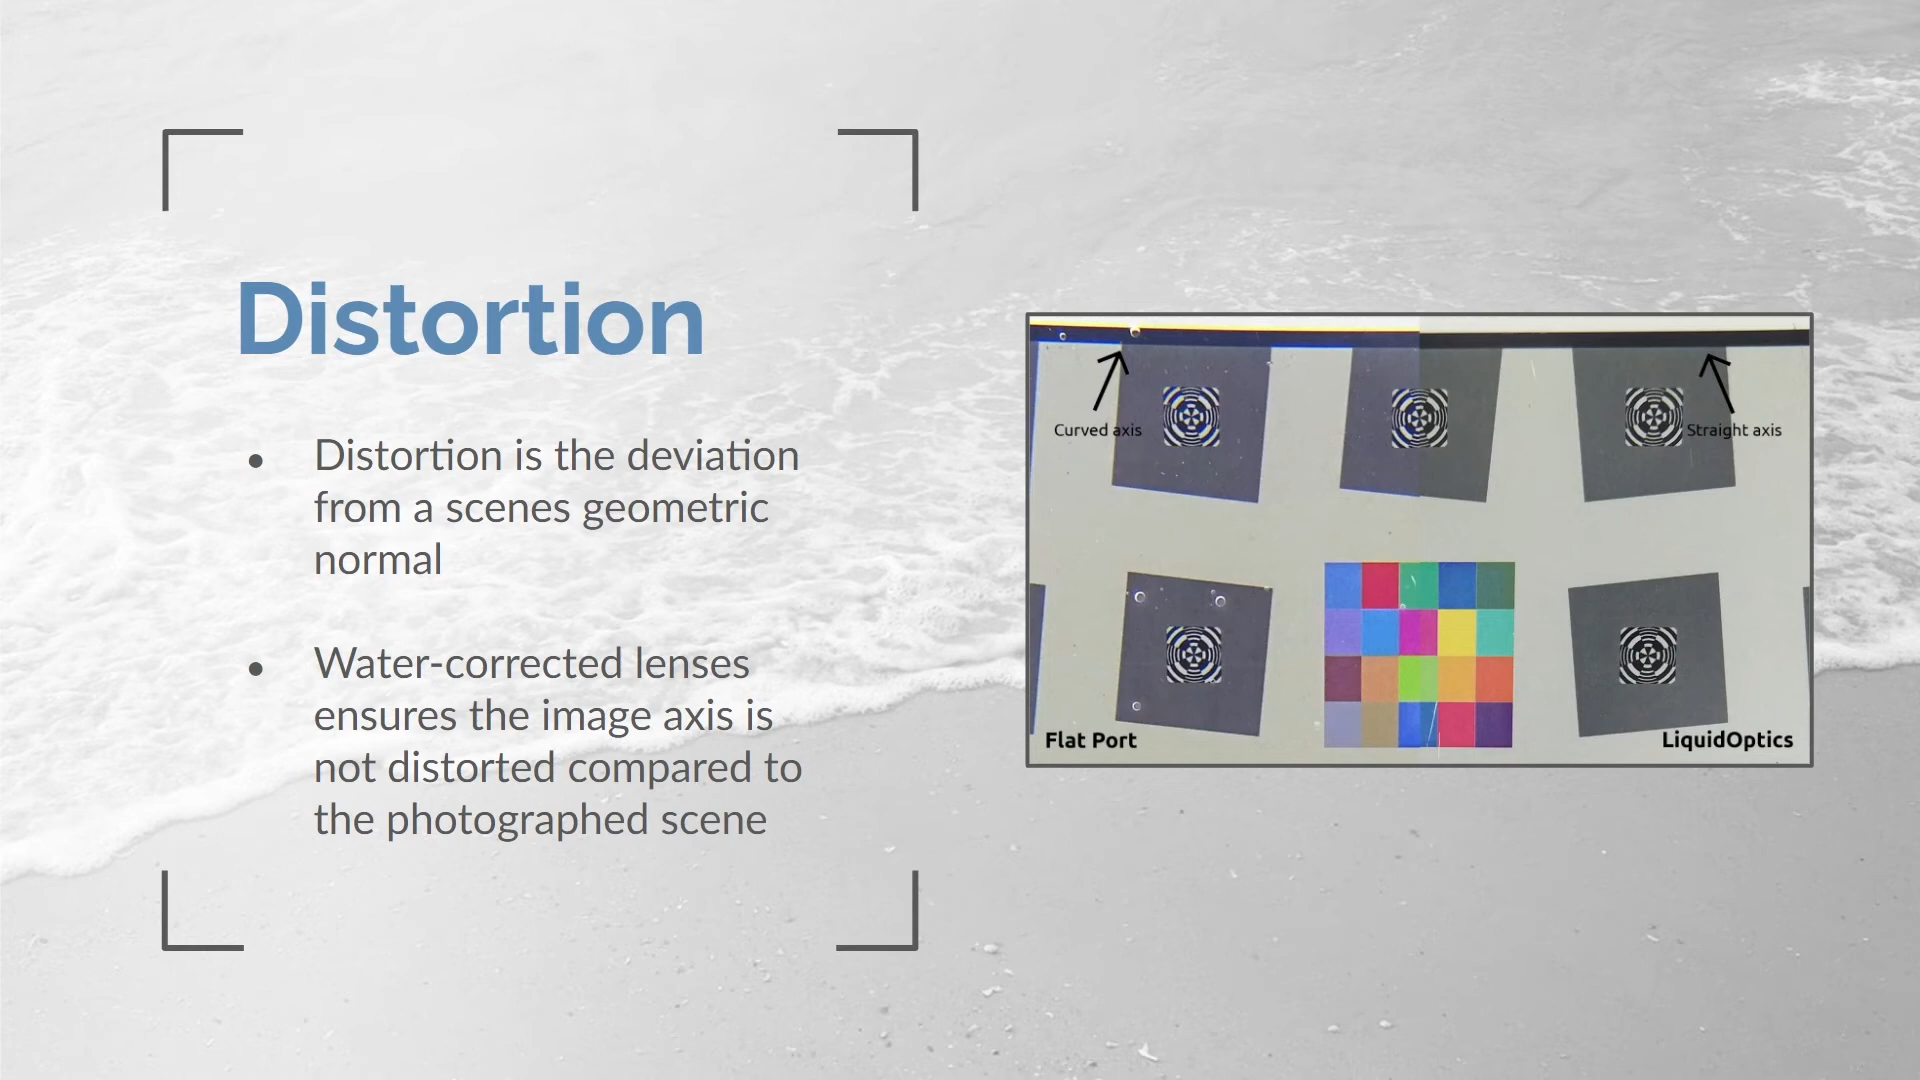 Distortion
• Distortion is the deviation
from a scenes geometric
normal
• Water-corrected lenses
ensures the image axis is
not distorted compared to
the photographed scene
Curved axis
Straight axis
Flat Port
LiquidOptics